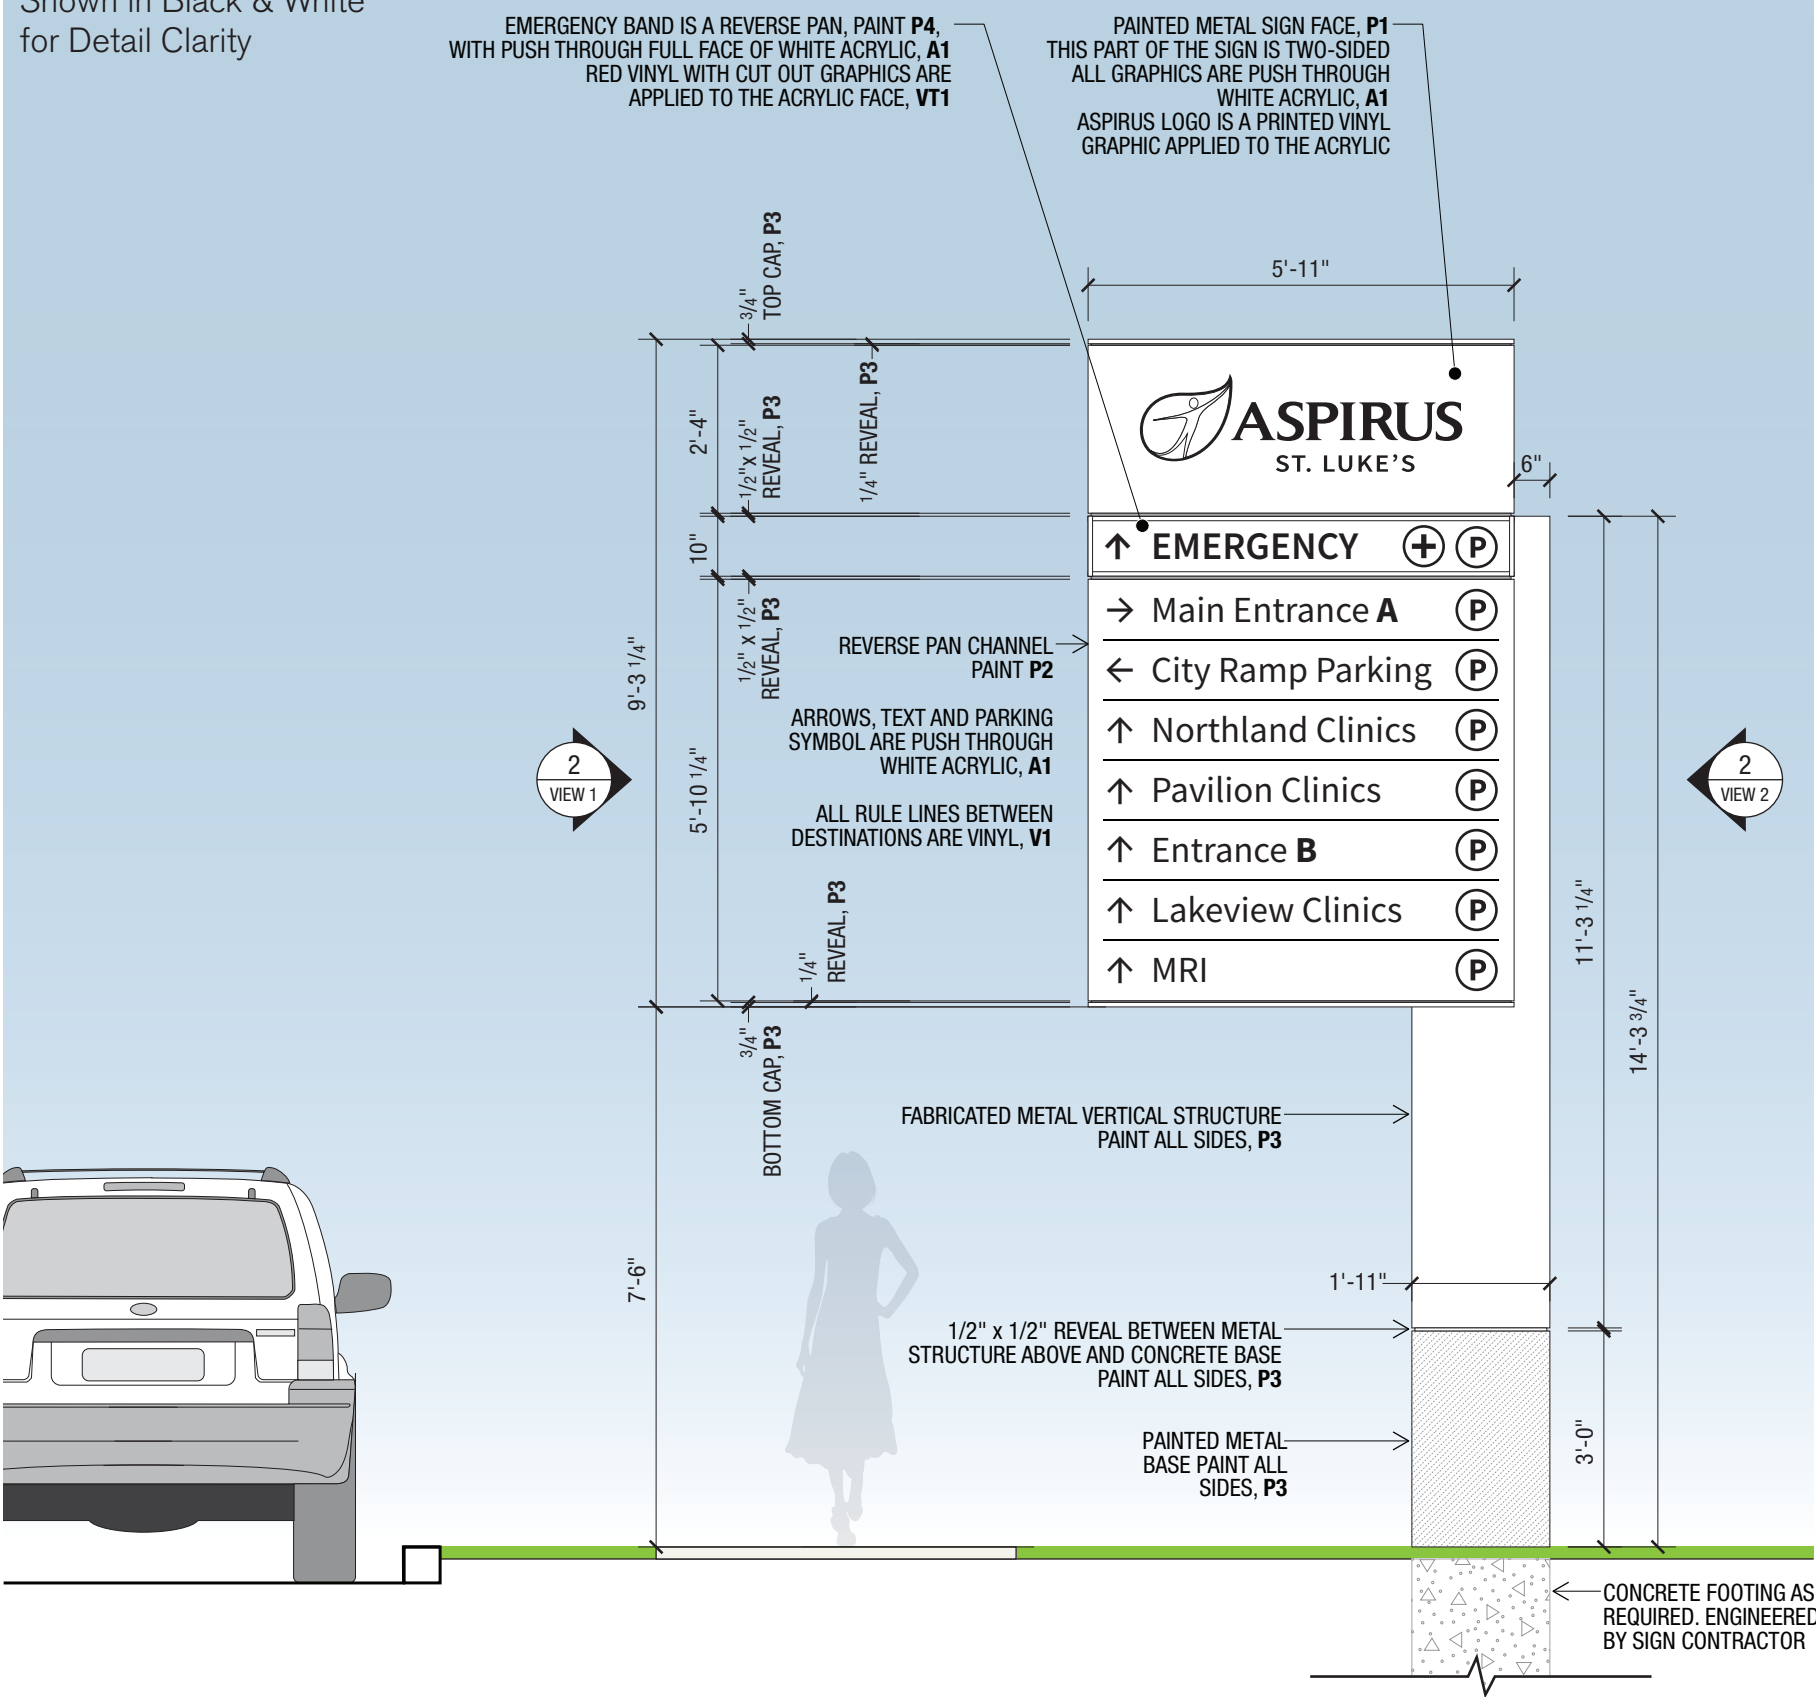 Shown in Black & White
for Detail Clarity
EMERGENCY BAND IS A REVERSE PAN, PAINT P4,
WITH PUSH THROUGH FULL FACE OF WHITE ACRYLIC, A1
RED VINYL WITH CUT OUT GRAPHICS ARE
APPLIED TO THE ACRYLIC FACE, VT1
PAINTED METAL SIGN FACE, P1
THIS PART OF THE SIGN IS TWO-SIDED
ALL GRAPHICS ARE PUSH THROUGH
WHITE ACRYLIC, A1
ASPIRUS LOGO IS A PRINTED VINYL
GRAPHIC APPLIED TO THE ACRYLIC
5'-11"
3/4"
TOP CAP, P3
2'-4"
1/2"x 1/2"
REVEAL, P3
1/4" REVEAL, P3
ASPIRUS
ST. LUKE'S
6"
10"
↑ EMERGENCY + P
→ Main Entrance A P
← City Ramp Parking P
↑ Northland Clinics P
↑ Pavilion Clinics P
↑ Entrance B P
↑ Lakeview Clinics P
↑ MRI P
1/2" x 1/2"
REVEAL, P3
9'-3 1/4"
5'-10 1/4"
REVERSE PAN CHANNEL
PAINT P2
ARROWS, TEXT AND PARKING
SYMBOL ARE PUSH THROUGH
WHITE ACRYLIC, A1
ALL RULE LINES BETWEEN
DESTINATIONS ARE VINYL, V1
2
VIEW 1
2
VIEW 2
1/4"
REVEAL, P3
3/4"
BOTTOM CAP, P3
11'-3 1/4"
14'-3 3/4"
FABRICATED METAL VERTICAL STRUCTURE
PAINT ALL SIDES, P3
7'-6"
1'-11"
1/2" x 1/2" REVEAL BETWEEN METAL
STRUCTURE ABOVE AND CONCRETE BASE
PAINT ALL SIDES, P3
PAINTED METAL
BASE PAINT ALL
SIDES, P3
3'-0"
CONCRETE FOOTING AS
REQUIRED. ENGINEERED
BY SIGN CONTRACTOR